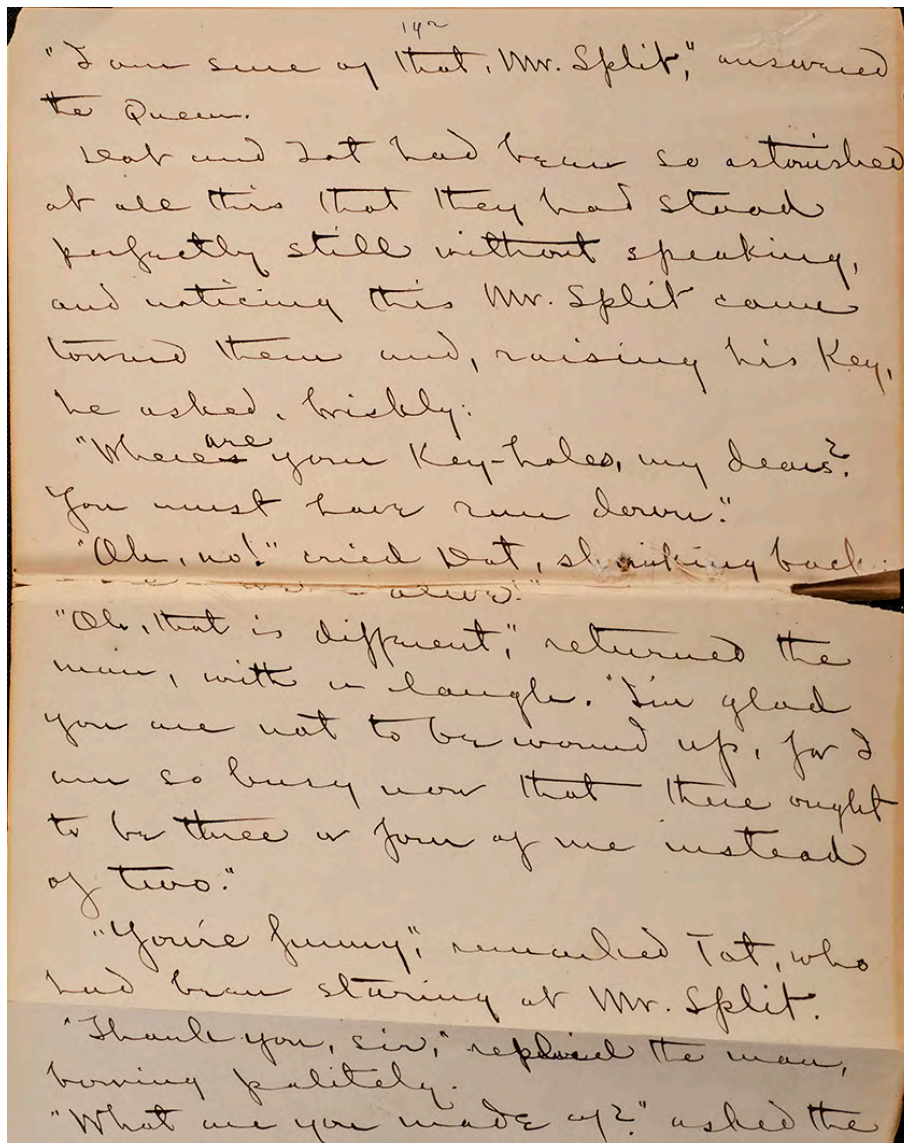 142
"I am sure of that, Mr. Split," answered
the Queen.
Dot and Tot had been so astonished
at all this that they had stood
perfectly still without speaking,
and noticing this Mr. Split came
toward them and, raising his Key,
he asked, briskly:
"Where are your Key-holes, my dears?
You must have run down."
"Oh, no!" cried Dot, shrinking back.
alive."
"Oh, that is different," returned the
man, with a laugh. "I'm glad
you are not to be wound up, for I
am so busy now that there ought
to be three or four of me instead
of two."
"You're funny," remarked Tot, who
had been staring at Mr. Split.
"Thank you, sir," replied the man,
bowing politely.
"What are you made of?" asked the